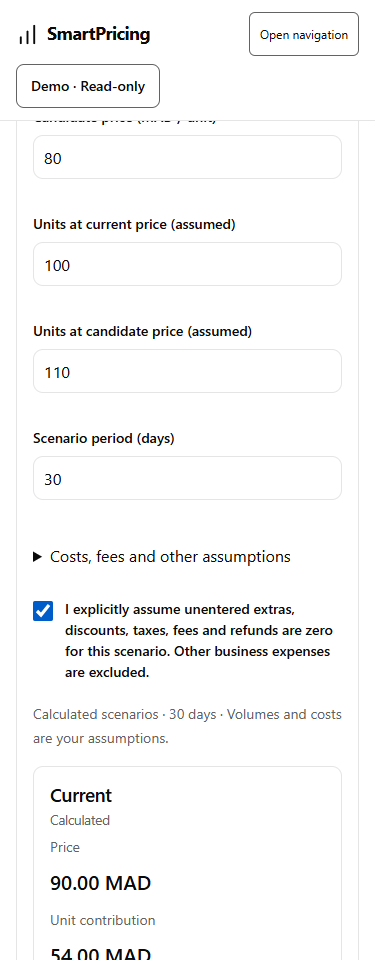 SmartPricing
Open navigation
Demo · Read-only
80
Units at current price (assumed)
100
Units at candidate price (assumed)
110
Scenario period (days)
30
Costs, fees and other assumptions
I explicitly assume unentered extras,
discounts, taxes, fees and refunds are zero
for this scenario. Other business expenses
are excluded.
Calculated scenarios · 30 days · Volumes and costs
are your assumptions.
Current
Calculated
Price
90.00 MAD
Unit contribution
54.00 MAD